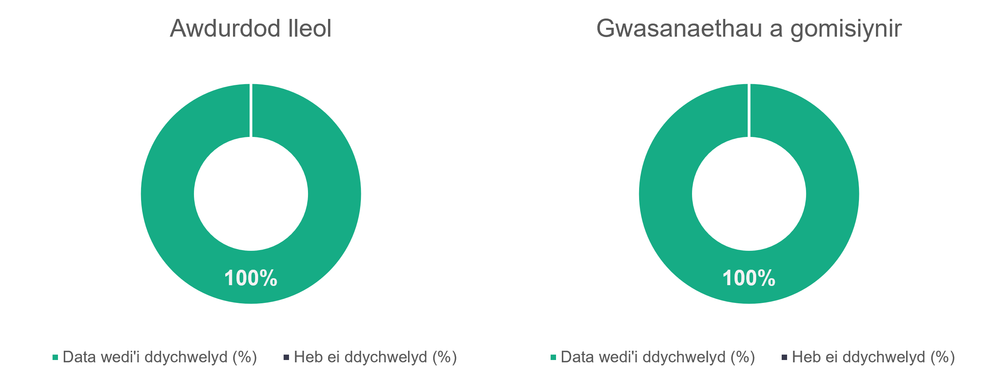 Awdurdod lleol
100%
Data wedi'i ddychwelyd (%)
Heb ei ddychwelyd (%)
Gwasanaethau a gomisiynir
100%
Data wedi'i ddychwelyd (%)
Heb ei ddychwelyd (%)